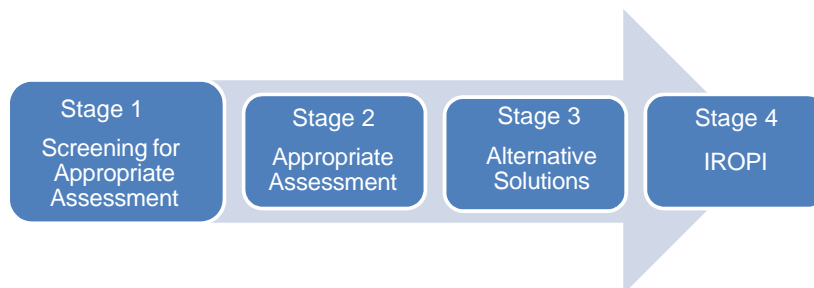 Stage 1
Screening for
Appropriate
Assessment
Stage 2
Appropriate
Assessment
Stage 3
Alternative
Solutions
Stage 4
IROPI